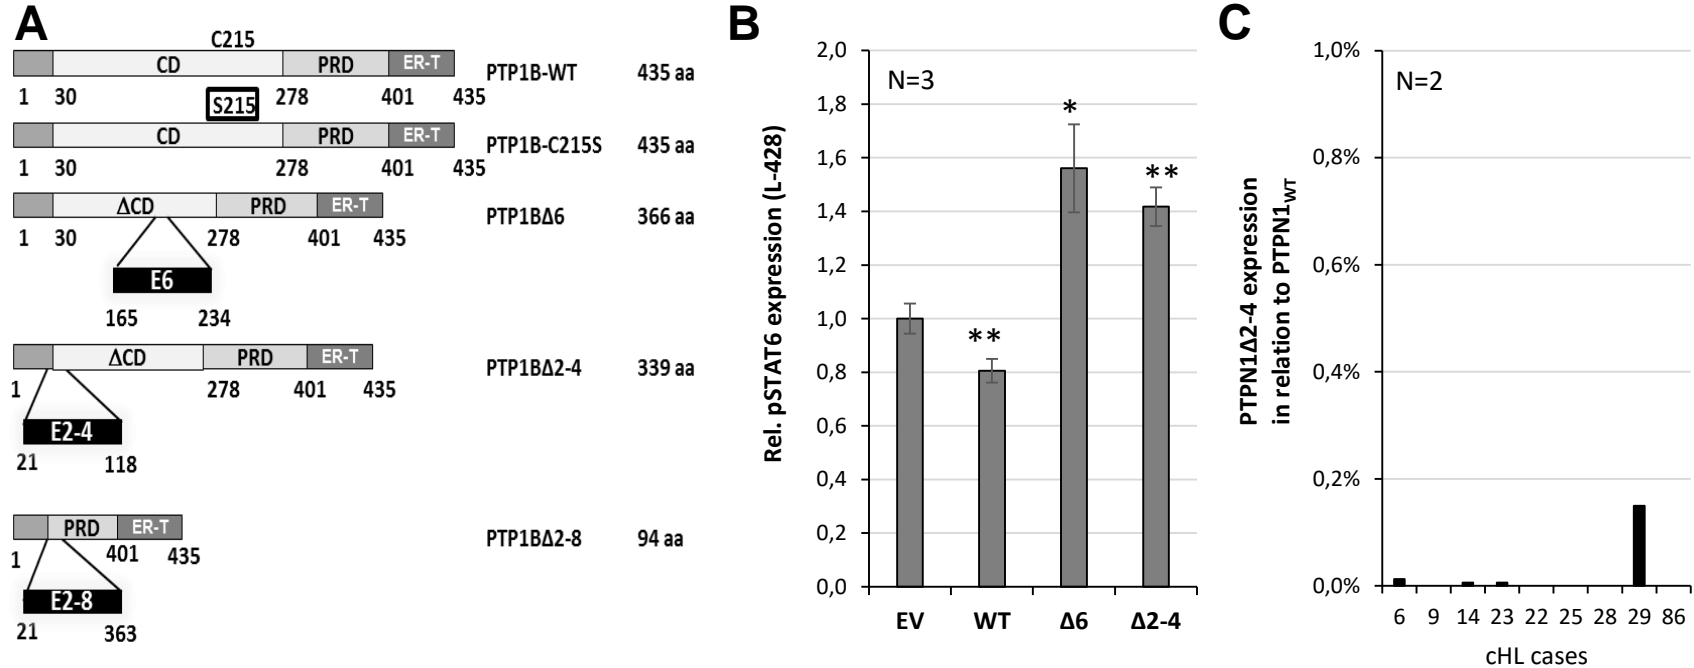 A
C215
CD PRD ER-T
PTP1B-WT 435 aa
1 30 278 401 435
S215
CD PRD ER-T
PTP1B-C215S 435 aa
1 30 278 401 435
ΔCD PRD ER-T
PTP1BΔ6 366 aa
1 30 278 401 435
E6
165 234
ΔCD PRD ER-T
PTP1BΔ2-4 339 aa
1 278 401 435
E2-4
21 118
PRD ER-T
PTP1BΔ2-8 94 aa
1 401 435
E2-8
21 363
B
Rel. pSTAT6 expression (L-428)
2,0
1,8
1,6
1,4
1,2
1,0
0,8
0,6
0,4
0,2
0,0
N=3
**
*
**
EV WT Δ6 Δ2-4
C
PTPN1Δ2-4 expression
in relation to PTPN1WT
1,0%
0,8%
0,6%
0,4%
0,2%
0,0%
N=2
6 9 14 23 22 25 28 29 86
cHL cases